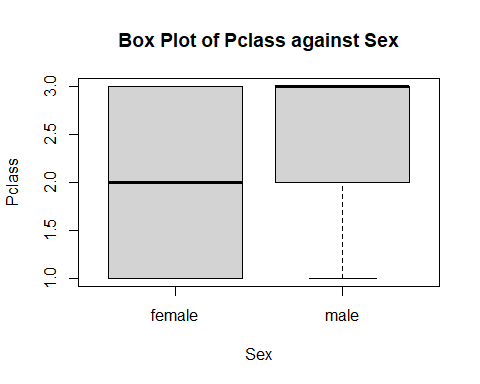 Box Plot of Pclass against Sex
Pclass
3.0
2.5
2.0
1.5
1.0
female male
Sex